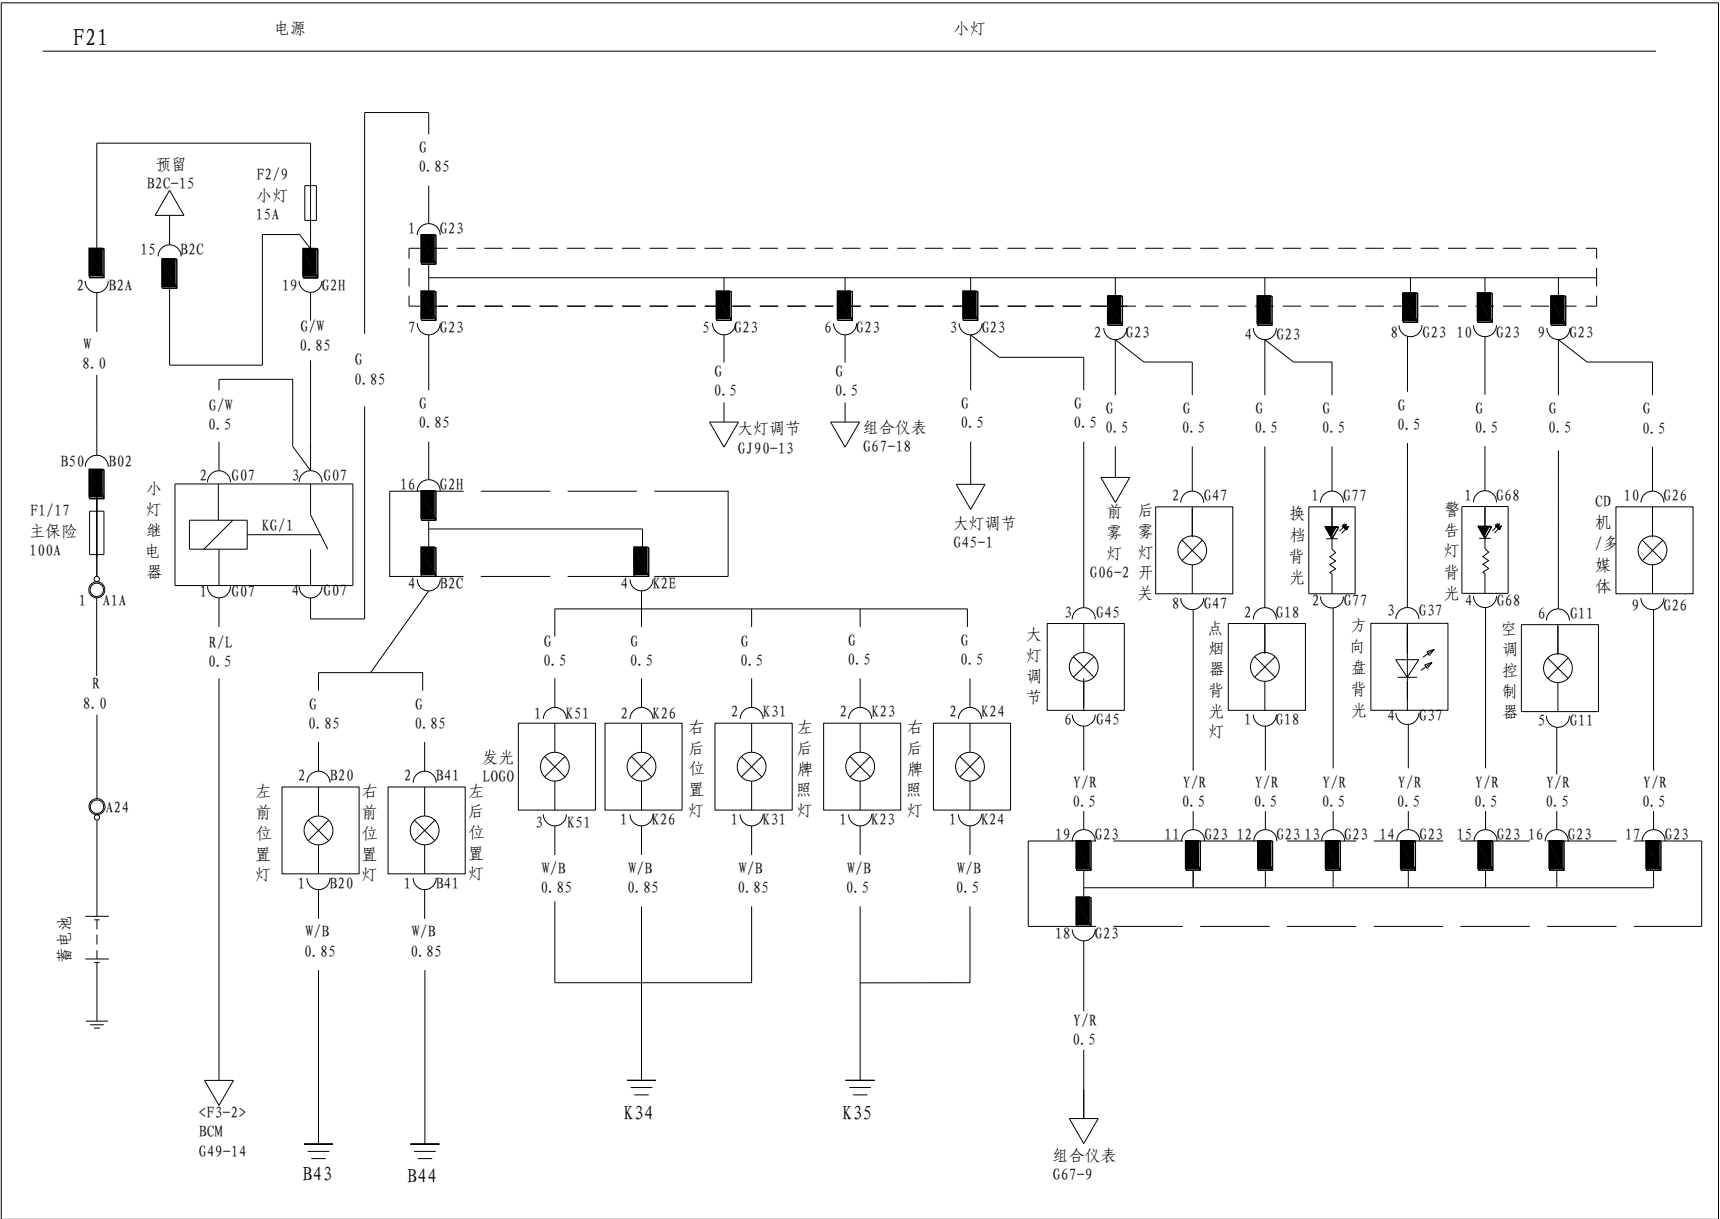 F21
电源
小灯
预留
B2C-15
F2/9
小灯
15A
15
B2C
2
B2A
19
G2H
W
8.0
G/W
0.85
G
0.85
G/W
0.5
B50
B02
F1/17
主保险
100A
1
A1A
R
8.0
A24
蓄电池
小灯继电器
2
G07
3
G07
KG/1
1
G07
4
G07
R/L
0.5
<F3-2>
BCM
G49-14
G
0.85
1
G23
7
G23
5
G23
6
G23
3
G23
2
G23
4
G23
8
G23
10
G23
9
G23
G
0.85
G
0.5
大灯调节
GJ90-13
G
0.5
组合仪表
G67-18
G
0.5
大灯调节
G45-1
G
0.5
G
0.5
前雾灯
G06-2
G
0.5
G
0.5
G
0.5
G
0.5
G
0.5
G
0.5
G
0.5
16
G2H
4
B2C
4
K2E
G
0.85
G
0.85
2
B20
2
B41
左前位置灯
右前位置灯
左后位置灯
1
B20
1
B41
W/B
0.85
W/B
0.85
B43
B44
G
0.5
G
0.5
G
0.5
G
0.5
G
0.5
1
K51
2
K26
2
K31
2
K23
2
K24
发光
LOGO
右后位置灯
左后牌照灯
右后牌照灯
3
K51
1
K26
1
K31
1
K23
1
K24
W/B
0.85
W/B
0.85
W/B
0.85
W/B
0.5
W/B
0.5
K34
K35
大灯调节
3
G45
6
G45
后雾灯开关
2
G47
8
G47
点烟器背光灯
2
G18
1
G18
换档背光
1
G77
2
G77
方向盘背光
3
G37
4
G37
警告灯背光
1
G68
4
G68
空调控制器
6
G11
5
G11
CD
机
/多
媒
体
10
G26
9
G26
Y/R
0.5
Y/R
0.5
Y/R
0.5
Y/R
0.5
Y/R
0.5
Y/R
0.5
Y/R
0.5
Y/R
0.5
19
G23
11
G23
12
G23
13
G23
14
G23
15
G23
16
G23
17
G23
18
G23
Y/R
0.5
组合仪表
G67-9